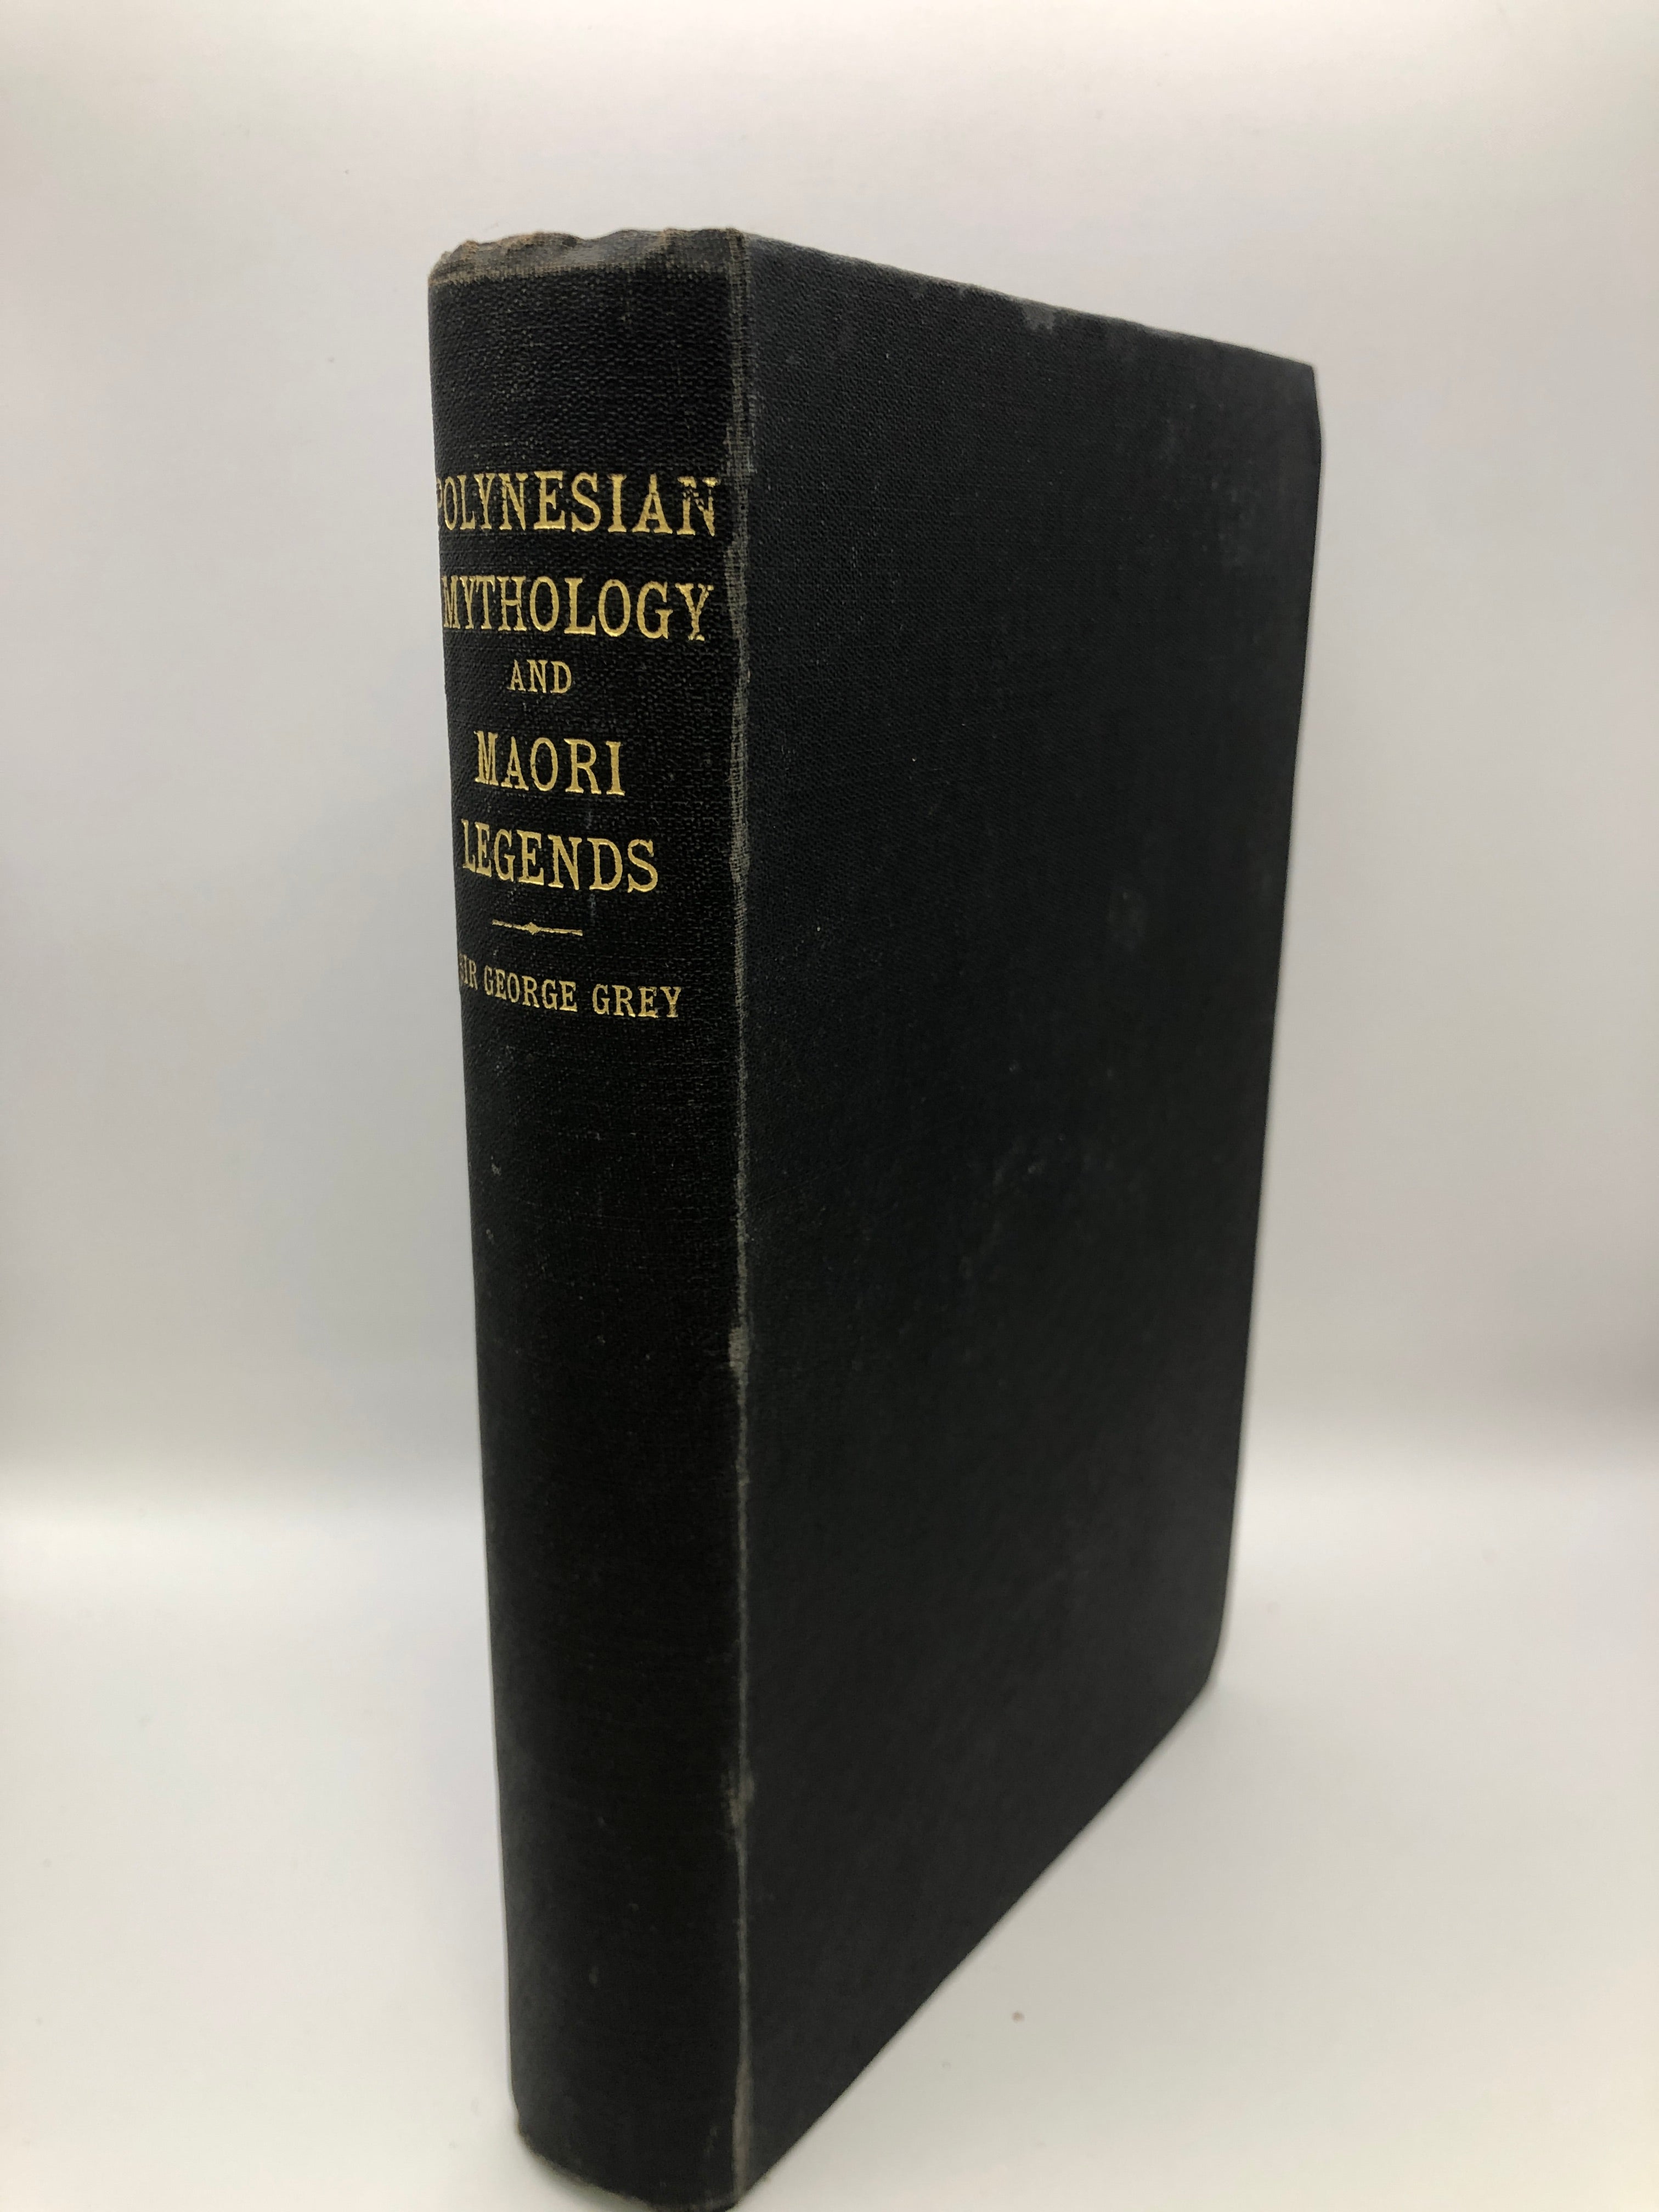 POLYNESIAN
MYTHOLOGY
AND
MAORI
LEGENDS
SIR GEORGE GREY